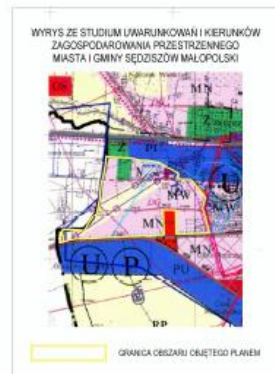 WYRYS ZE STUDIUM UWARUNKOWAŃ I KIERUNKÓW
ZAGOSPODAROWANIA PRZESTRZENNEGO
MIASTA I GMINY SĘDZISZÓW MAŁOPOLSKI
MN
Z
PU
U
MW
MN
MN
U P
PU
RP
GRANICA OBSZARU OBJĘTEGO PLANEM